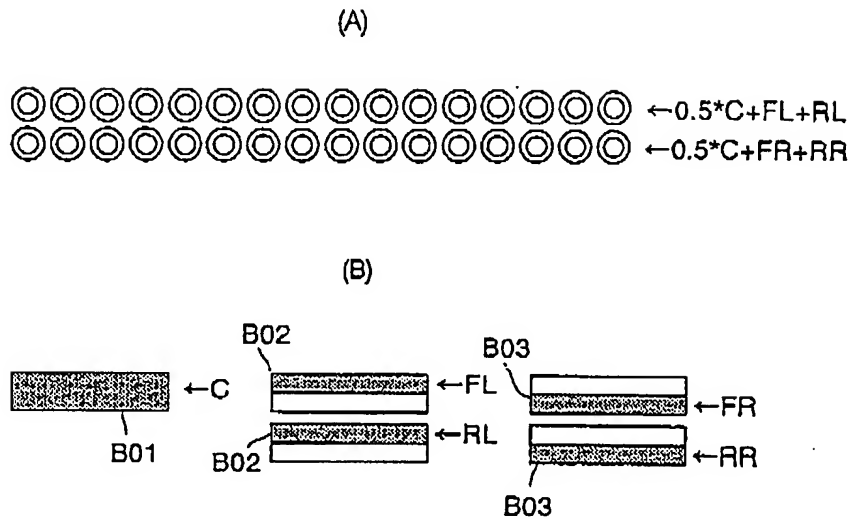 (A)
←0.5*C+FL+RL
←0.5*C+FR+RR
(B)
B02
B03
←C
←FL
←FR
B01
B02
←RL
←RR
B03